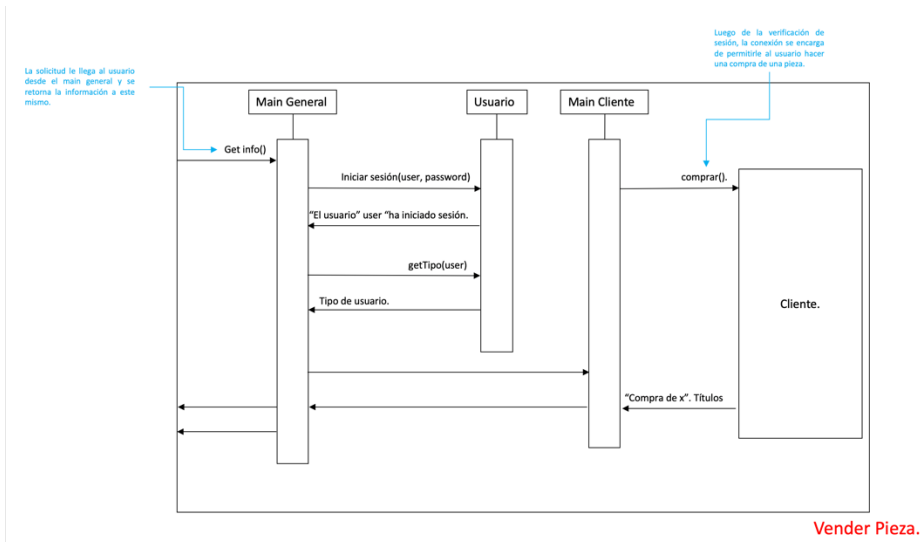 Luego de la verificación de
sesión, la conexión se encarga
de permitirle al usuario hacer
una compra de una pieza.
La solicitud le llega al usuario
desde el main general y se
retorna la información a este
mismo.
Main General
Usuario
Main Cliente
Get info()
Iniciar sesión(user, password)
comprar().
“El usuario” user “ha iniciado sesión.
getTipo(user)
Tipo de usuario.
Cliente.
“Compra de x”. Títulos
Vender Pieza.